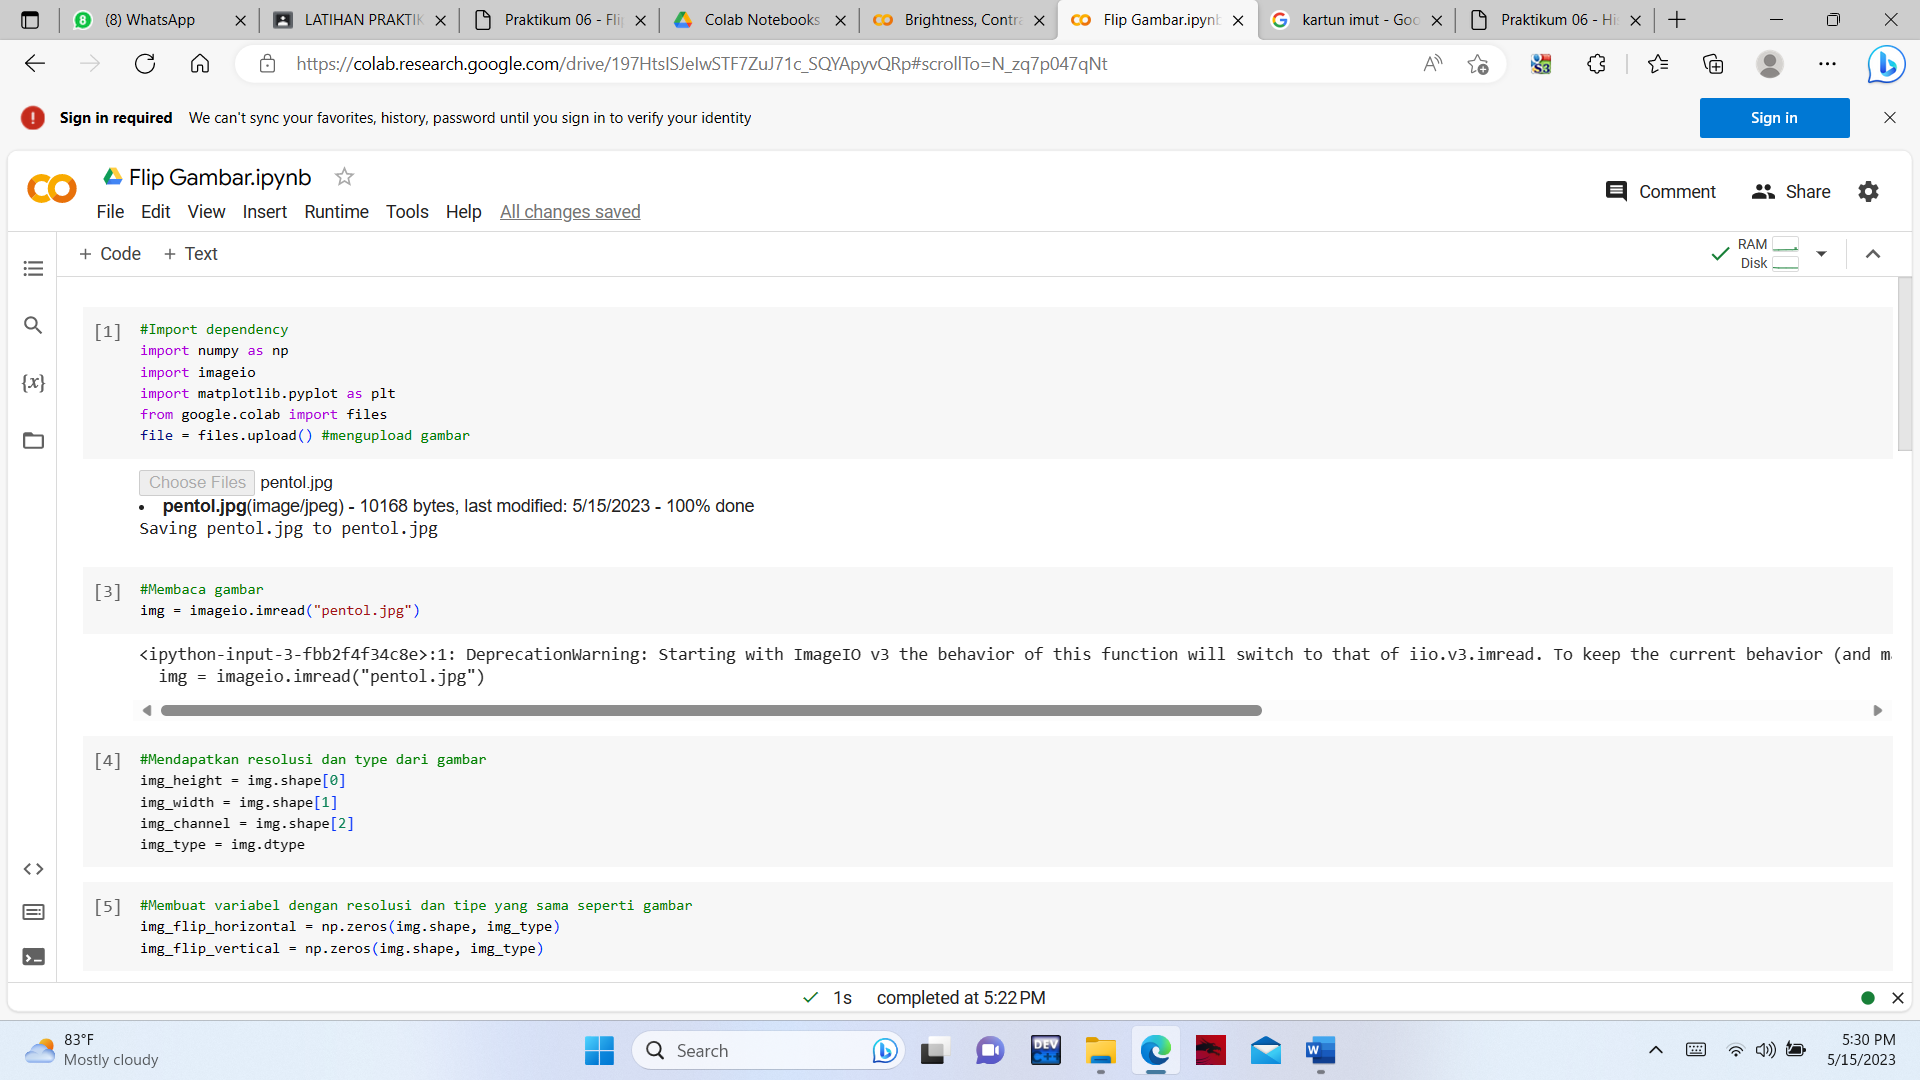 (8) WhatsApp
LATIHAN PRAKTIK
Praktikum 06 - Fli
Colab Notebooks
Brightness, Contra
Flip Gambar.ipynb
kartun imut - Goo
Praktikum 06 - Hi
https://colab.research.google.com/drive/197HtsISJeIwSTF7ZuJ71c_SQYApyvQRp#scrollTo=N_zq7p047qNt
Sign in required We can't sync your favorites, history, password until you sign in to verify your identity
Sign in
Flip Gambar.ipynb
Comment Share
File Edit View Insert Runtime Tools Help All changes saved
+ Code + Text
RAM
Disk
[1] #Import dependency
import numpy as np
import imageio
import matplotlib.pyplot as plt
from google.colab import files
file = files.upload() #mengupload gambar
Choose Files pentol.jpg
• pentol.jpg(image/jpeg) - 10168 bytes, last modified: 5/15/2023 - 100% done
Saving pentol.jpg to pentol.jpg
[3] #Membaca gambar
img = imageio.imread("pentol.jpg")
<ipython-input-3-fbb2f4f34c8e>:1: DeprecationWarning: Starting with ImageIO v3 the behavior of this function will switch to that of iio.v3.imread. To keep the current behavior (and m
img = imageio.imread("pentol.jpg")
[4] #Mendapatkan resolusi dan type dari gambar
img_height = img.shape[0]
img_width = img.shape[1]
img_channel = img.shape[2]
img_type = img.dtype
[5] #Membuat variabel dengan resolusi dan tipe yang sama seperti gambar
img_flip_horizontal = np.zeros(img.shape, img_type)
img_flip_vertical = np.zeros(img.shape, img_type)
1s completed at 5:22 PM
83°F
Mostly cloudy
Search
DEV
C++
5:30 PM
5/15/2023